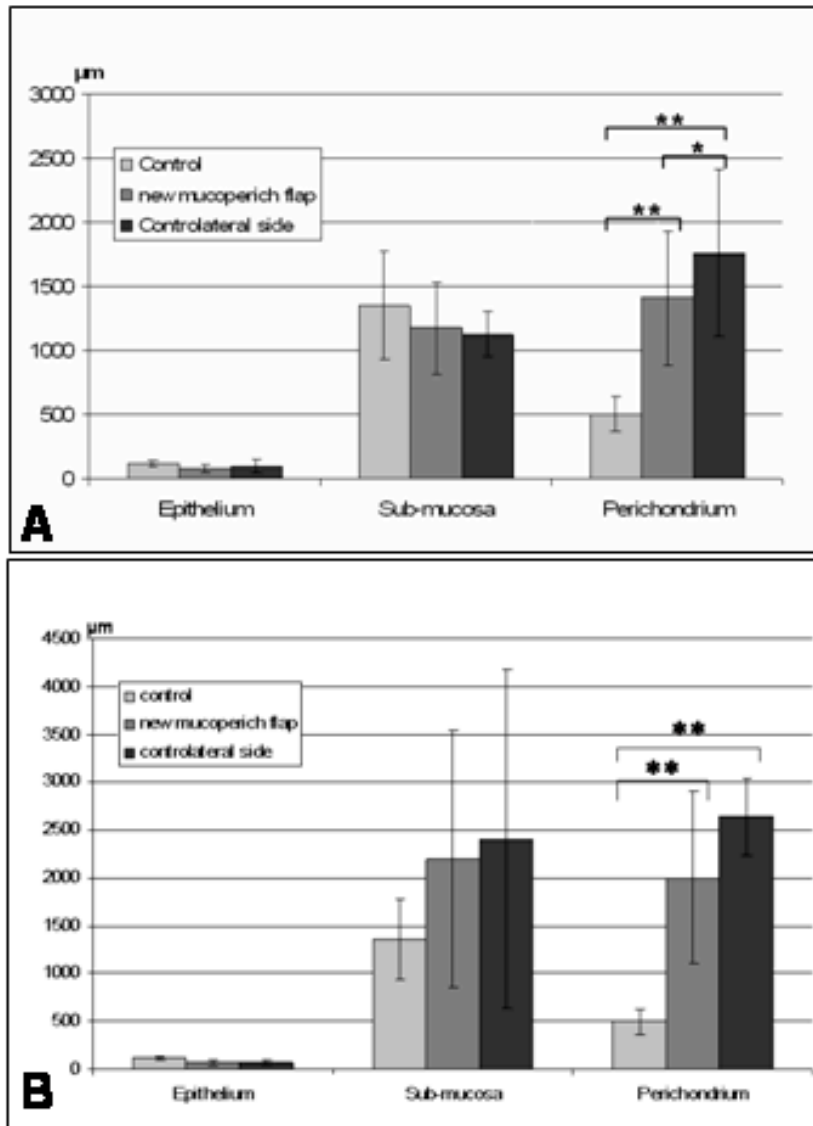 µm
3000
2500
2000
1500
1000
500
0
Control
new mucoperich flap
Controlateral side
**
*
**
Epithelium Sub-mucosa Perichondrium
A
µm
4500
4000
3500
3000
2500
2000
1500
1000
500
0
control
new mucoperich flap
controlateral side
**
**
Epithelium Sub-mucosa Perichondrium
B